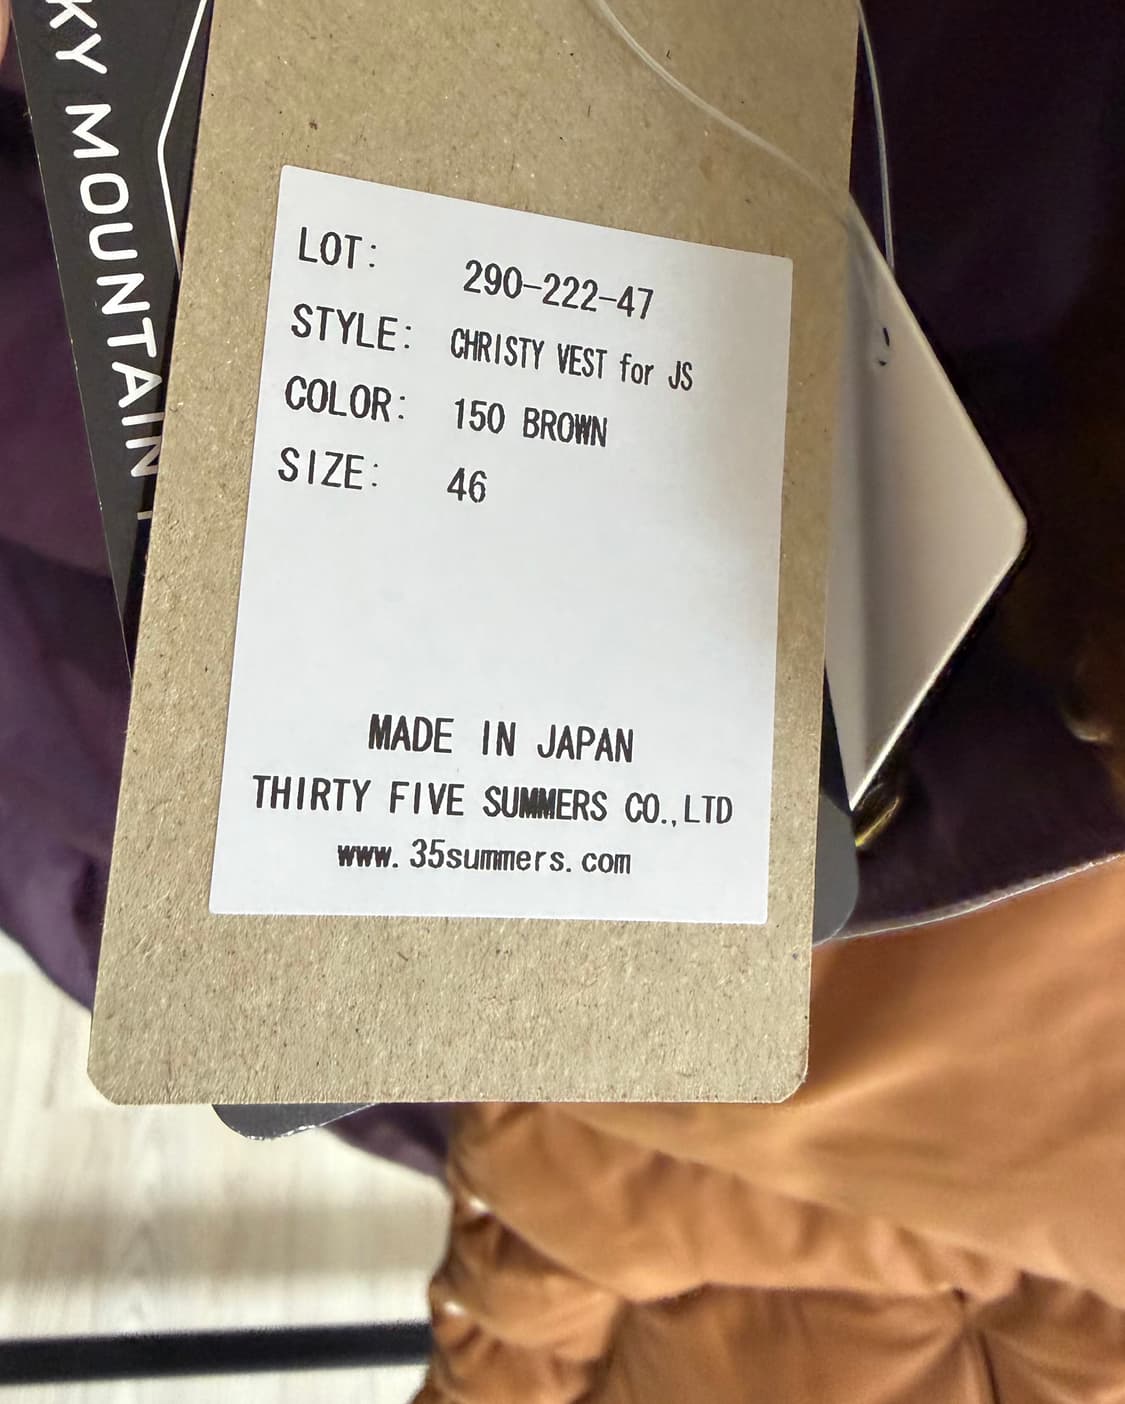 KY MOUNTAIN
LOT: 290-222-47
STYLE: CHRISTY VEST for JS
COLOR: 150 BROWN
SIZE: 46
MADE IN JAPAN
THIRTY FIVE SUMMERS CO.,LTD
www.35summers.com